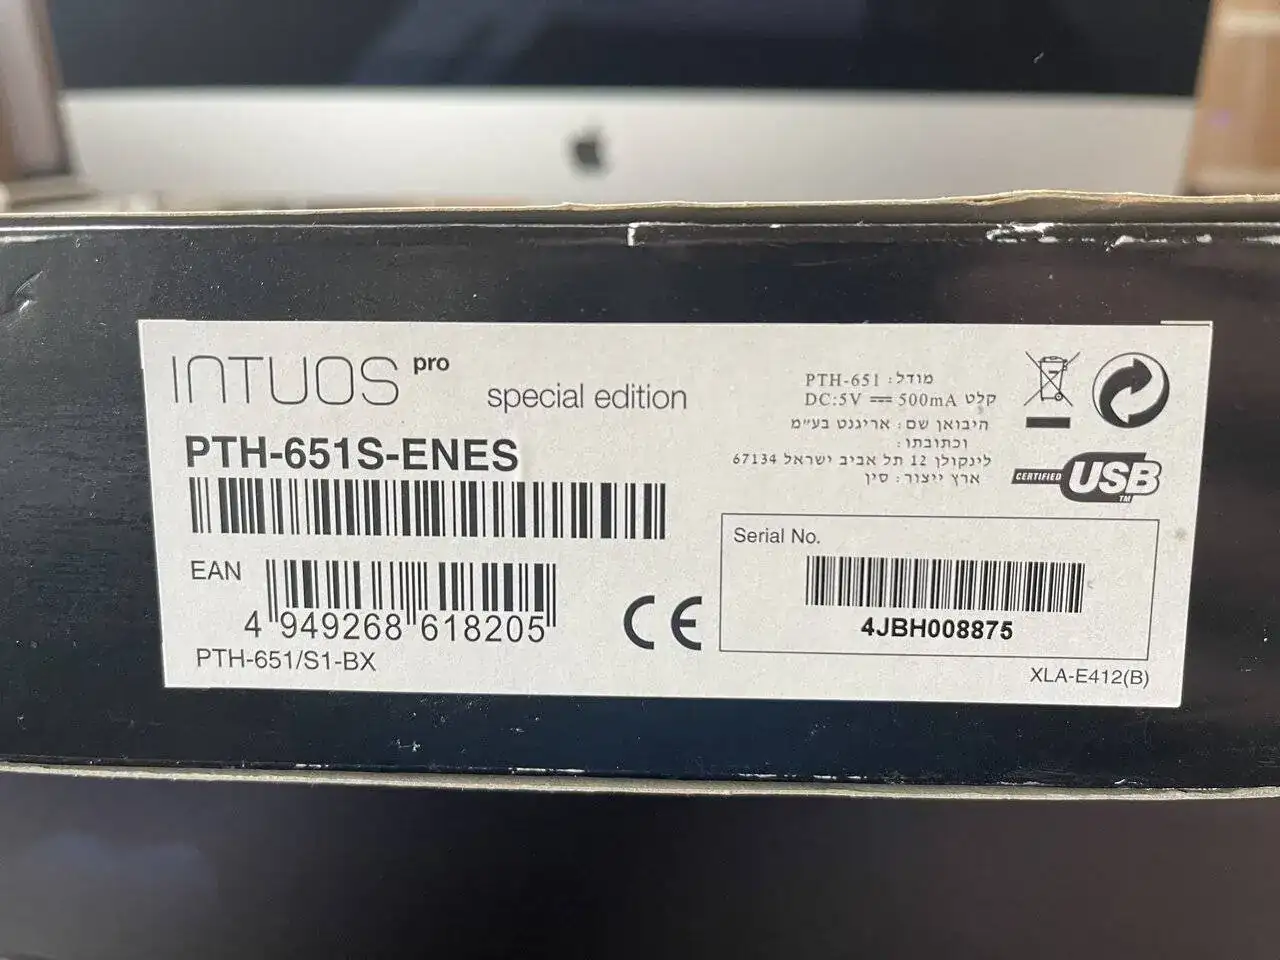 INTUOS pro
special edition
PTH-651S-ENES
EAN
4 949268 618205
PTH-651/S1-BX
מודל: PTH-651
קלט DC:5V ⎓ 500mA
היבואן שם: אריגנט בע"מ
וכתובתו:
לינקולן 12 תל אביב ישראל 67134
ארץ ייצור: סין
CERTIFIED USB TM
CE
Serial No.
4JBH008875
XLA-E412(B)